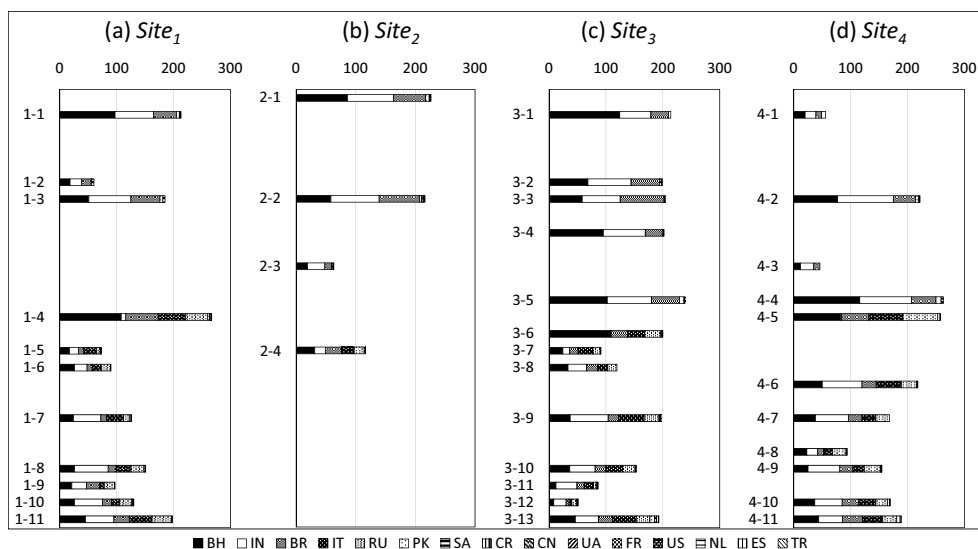 (a) Site1 (b) Site2 (c) Site3 (d) Site4
0 100 200 300 0 100 200 300 0 100 200 300 0 100 200 300
2-1
1-1 3-1 4-1
1-2 3-2
1-3 2-2 3-3 4-2
3-4
2-3 4-3
3-5 4-4
1-4 4-5
3-6
1-5 2-4 3-7
1-6 3-8
4-6
1-7 3-9 4-7
4-8
1-8 3-10 4-9
1-9 3-11
1-10 3-12 4-10
1-11 3-13 4-11
BH IN BR IT RU PK SA CR CN UA FR US NL ES TR